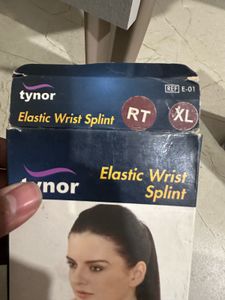 tynor
REF E-01
Elastic Wrist Splint RT XL
tynor
Elastic Wrist
Splint